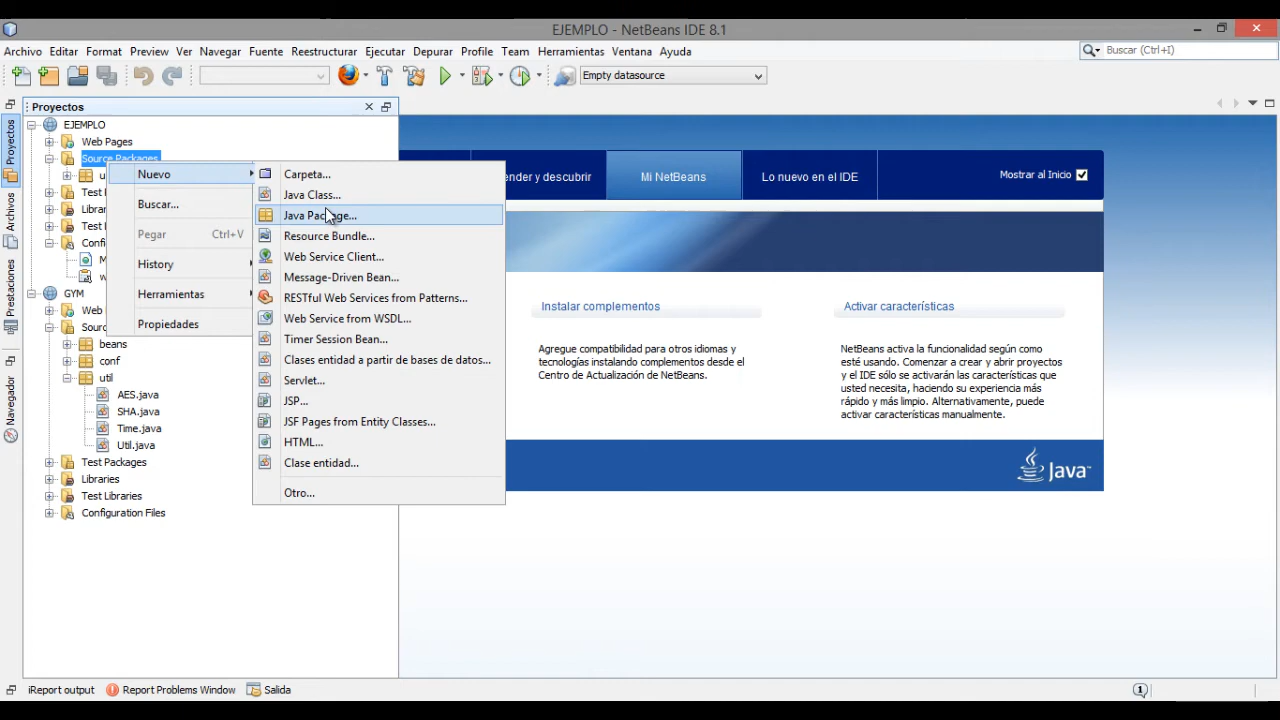 EJEMPLO - NetBeans IDE 8.1
Archivo Editar Format Preview Ver Navegar Fuente Reestructurar Ejecutar Depurar Profile Team Herramientas Ventana Ayuda
Buscar (Ctrl+I)
Empty datasource
Proyectos
Proyectos
Archivos
Prestaciones
Navegador
EJEMPLO
Web Pages
Source Packages
u
Test
Librar
Test L
Confi
M
w
GYM
Web
Sourc
beans
conf
util
AES.java
SHA.java
Time.java
Util.java
Test Packages
Libraries
Test Libraries
Configuration Files
Nuevo
Buscar...
Pegar Ctrl+V
History
Herramientas
Propiedades
Carpeta...
Java Class...
Java Package...
Resource Bundle...
Web Service Client...
Message-Driven Bean...
RESTful Web Services from Patterns...
Web Service from WSDL...
Timer Session Bean...
Clases entidad a partir de bases de datos...
Servlet...
JSP...
JSF Pages from Entity Classes...
HTML...
Clase entidad...
Otro...
ender y descubrir
Mi NetBeans
Lo nuevo en el IDE
Mostrar al Inicio
Instalar complementos
Agregue compatibilidad para otros idiomas y
tecnologías instalando complementos desde el
Centro de Actualización de NetBeans.
Activar características
NetBeans activa la funcionalidad según como
esté usando. Comenzar a crear y abrir proyectos
y el IDE sólo se activarán las características que
usted necesita, haciendo su experiencia más
rápido y más limpio. Alternativamente, puede
activar características manualmente.
Java™
iReport output
Report Problems Window
Salida
1